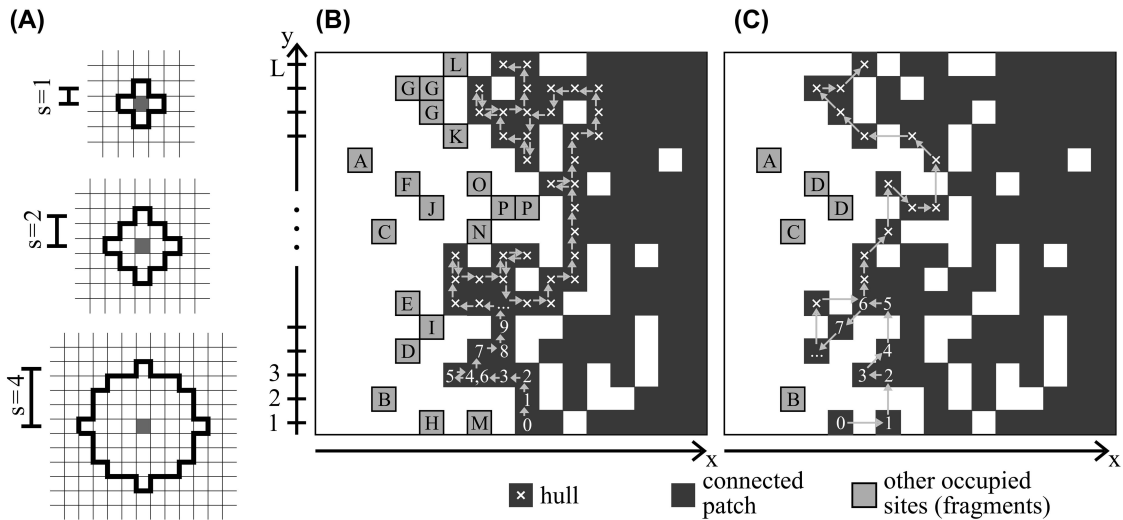 (A)
(B)
(C)
s=1
s=2
s=4
y
L
3
2
1
L
G G
G
K
A
F O
J P P
C N
E ...
I 9
D 7 8
5 4,6 3 2
B 1
H M 0
x
A
D
D
C
6 5
7
... 4
3 2
B
0 1
x
hull
connected
patch
other occupied
sites (fragments)